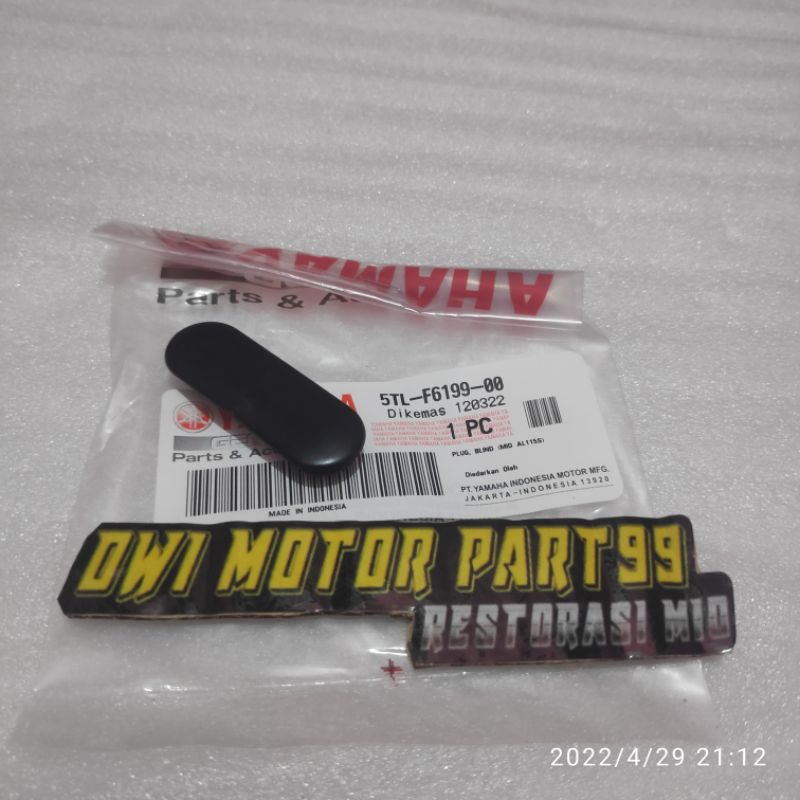 YAMAHA
Parts & A
5TL-F6199-00
Dikemas 120322
1 PC
PLUG, BLIND (MIO AL115S)
Parts & Ac
Diedarkan Oleh
PT. YAMAHA INDONESIA MOTOR MFG.
JAKARTA-INDONESIA 13920
MADE IN INDONESIA
DWI MOTOR PART99
RESTORASI MIO
2022/4/29 21:12